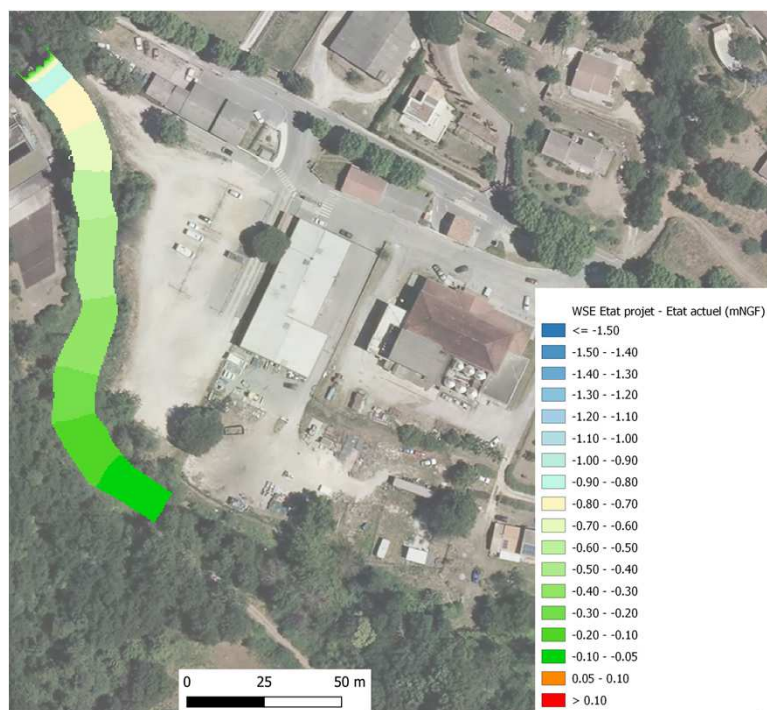 WSE Etat projet - Etat actuel (mNGF)
<= -1.50
-1.50 - -1.40
-1.40 - -1.30
-1.30 - -1.20
-1.20 - -1.10
-1.10 - -1.00
-1.00 - -0.90
-0.90 - -0.80
-0.80 - -0.70
-0.70 - -0.60
-0.60 - -0.50
-0.50 - -0.40
-0.40 - -0.30
-0.30 - -0.20
-0.20 - -0.10
-0.10 - -0.05
0.05 - 0.10
> 0.10
0 25 50 m